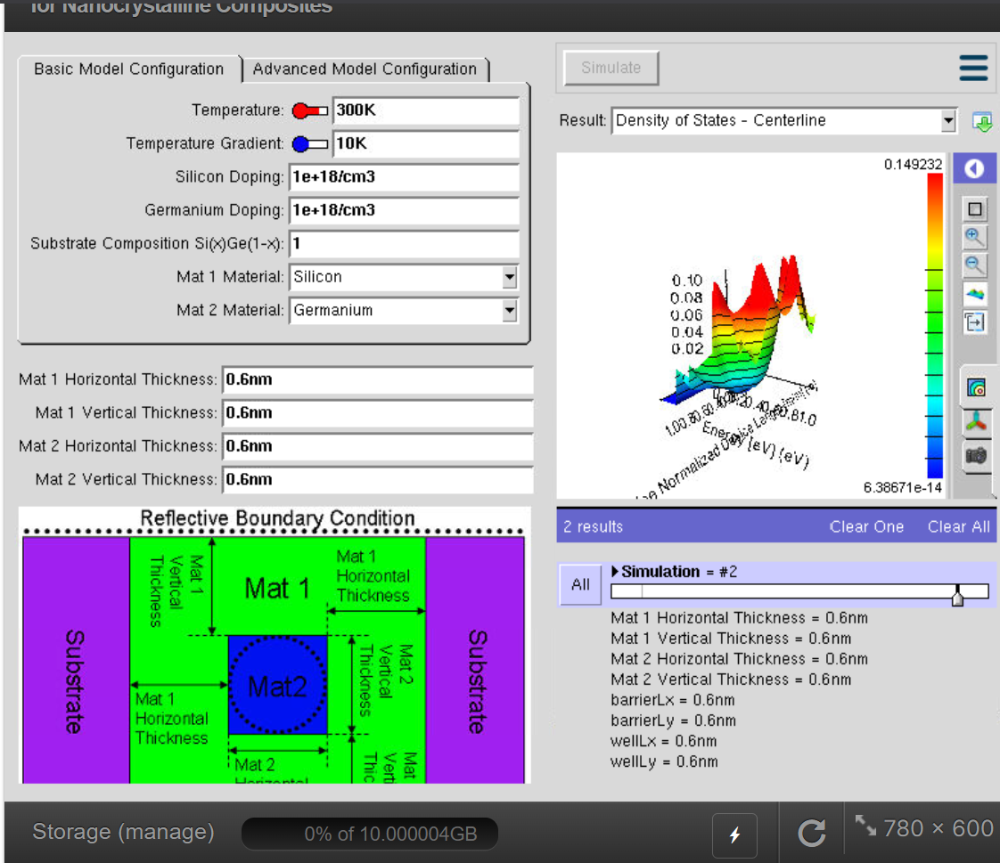 for Nanocrystalline Composites
Basic Model Configuration
Advanced Model Configuration
Temperature: 300K
Temperature Gradient: 10K
Silicon Doping: 1e+18/cm3
Germanium Doping: 1e+18/cm3
Substrate Composition Si(x)Ge(1-x): 1
Mat 1 Material: Silicon
Mat 2 Material: Germanium
Mat 1 Horizontal Thickness: 0.6nm
Mat 1 Vertical Thickness: 0.6nm
Mat 2 Horizontal Thickness: 0.6nm
Mat 2 Vertical Thickness: 0.6nm
Reflective Boundary Condition
Substrate
Mat 1
Vertical
Thickness
Mat 1
Mat 1
Horizontal
Thickness
Mat2
Mat 2
Vertical
Thickness
Mat 1
Horizontal
Thickness
Mat 2
Horizontal
Mat
Substrate
Simulate
Result: Density of States - Centerline
0.149232
0.10
0.08
0.06
0.04
0.02
Energy (eV) (eV)
Normalized
6.38671e-14
2 results
Clear One
Clear All
All
Simulation = #2
Mat 1 Horizontal Thickness = 0.6nm
Mat 1 Vertical Thickness = 0.6nm
Mat 2 Horizontal Thickness = 0.6nm
Mat 2 Vertical Thickness = 0.6nm
barrierLx = 0.6nm
barrierLy = 0.6nm
wellLx = 0.6nm
wellLy = 0.6nm
Storage (manage)
0% of 10.000004GB
780 × 600